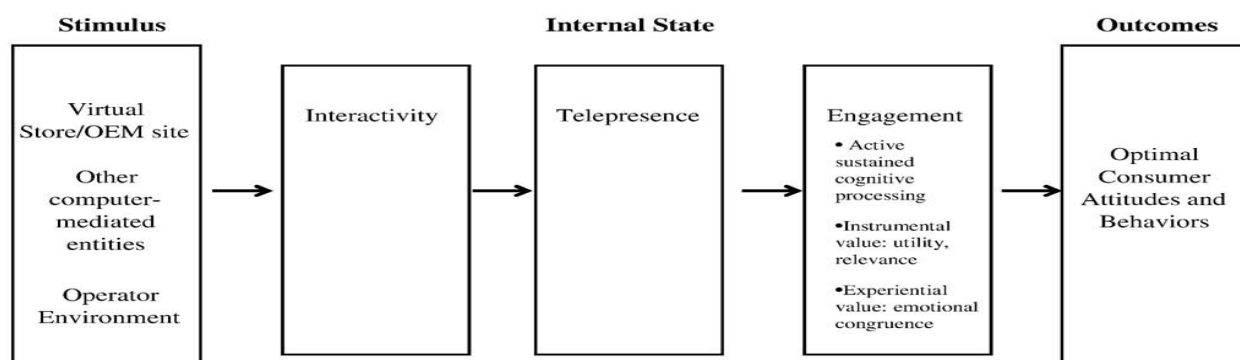 Stimulus
Internal State
Outcomes
Virtual
Store/OEM site
Other
computer-
mediated
entities
Operator
Environment
Interactivity
Telepresence
Engagement
• Active
sustained
cognitive
processing
•Instrumental
value: utility,
relevance
•Experiential
value: emotional
congruence
Optimal
Consumer
Attitudes and
Behaviors